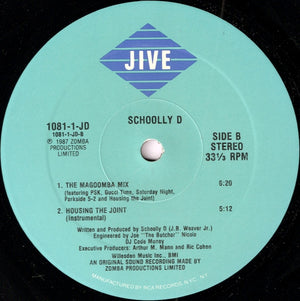 JIVE
SCHOOLLY D
1081-1-JD
1081-1-JD-B
℗ 1987 ZOMBA
PRODUCTIONS
LIMITED
SIDE B
STEREO
33⅓ RPM
1. THE MAGOOMBA MIX 6:20
(featuring PSK, Gucci Time, Saturday Night,
Parkside 5-2 and Housing the Joint)
2. HOUSING THE JOINT 5:12
(Instrumental)
Written and Produced by Schoolly D (J.B. Weaver Jr.)
Engineered by Joe "The Butcher" Nicolo
DJ Code Money
Executive Producers: Arthur M. Mann and Ric Cohen
Willesden Music Inc., BMI
AN ORIGINAL SOUND RECORDING MADE BY
ZOMBA PRODUCTIONS LIMITED
MANUFACTURED BY RCA RECORDS, N.Y.C., N.Y.